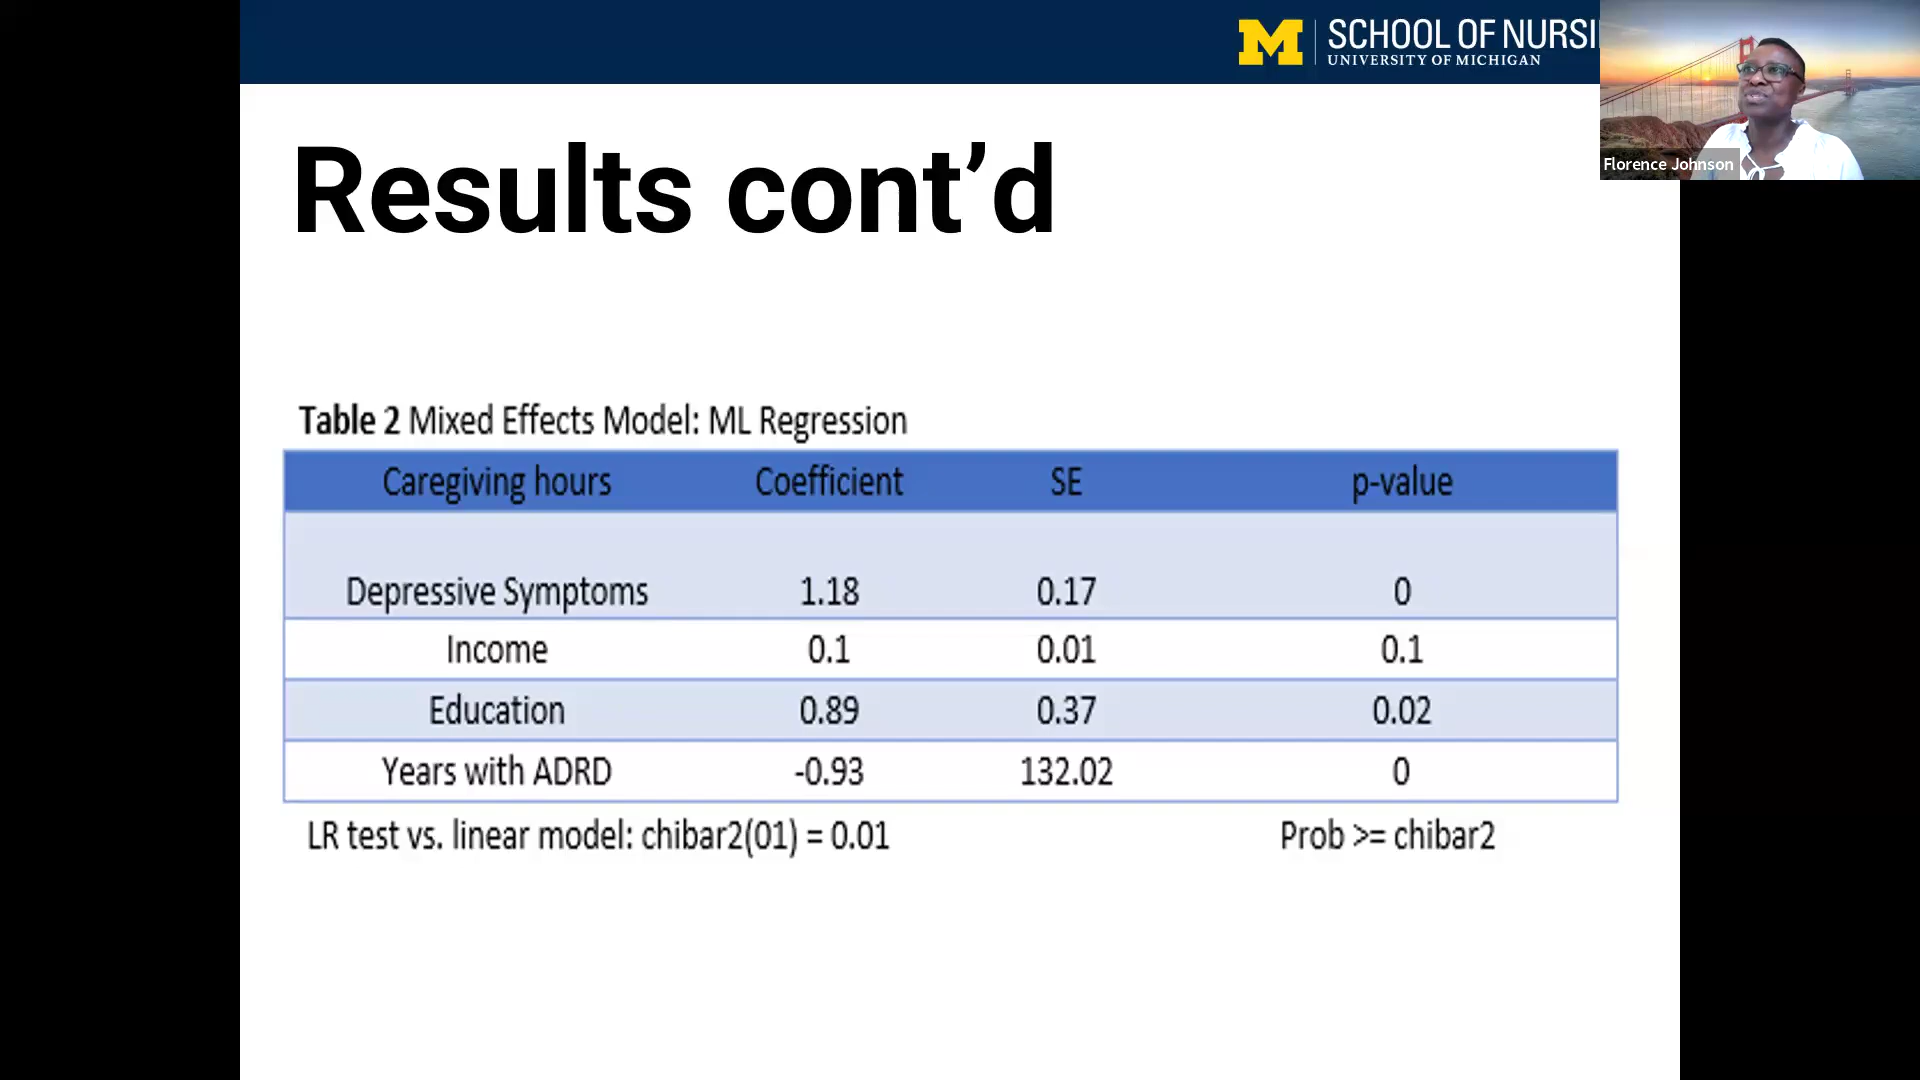 M SCHOOL OF NURSI
UNIVERSITY OF MICHIGAN
Florence Johnson
Results cont’d
Table 2 Mixed Effects Model: ML Regression
Caregiving hours Coefficient SE p-value
Depressive Symptoms 1.18 0.17 0
Income 0.1 0.01 0.1
Education 0.89 0.37 0.02
Years with ADRD -0.93 132.02 0
LR test vs. linear model: chibar2(01) = 0.01 Prob >= chibar2